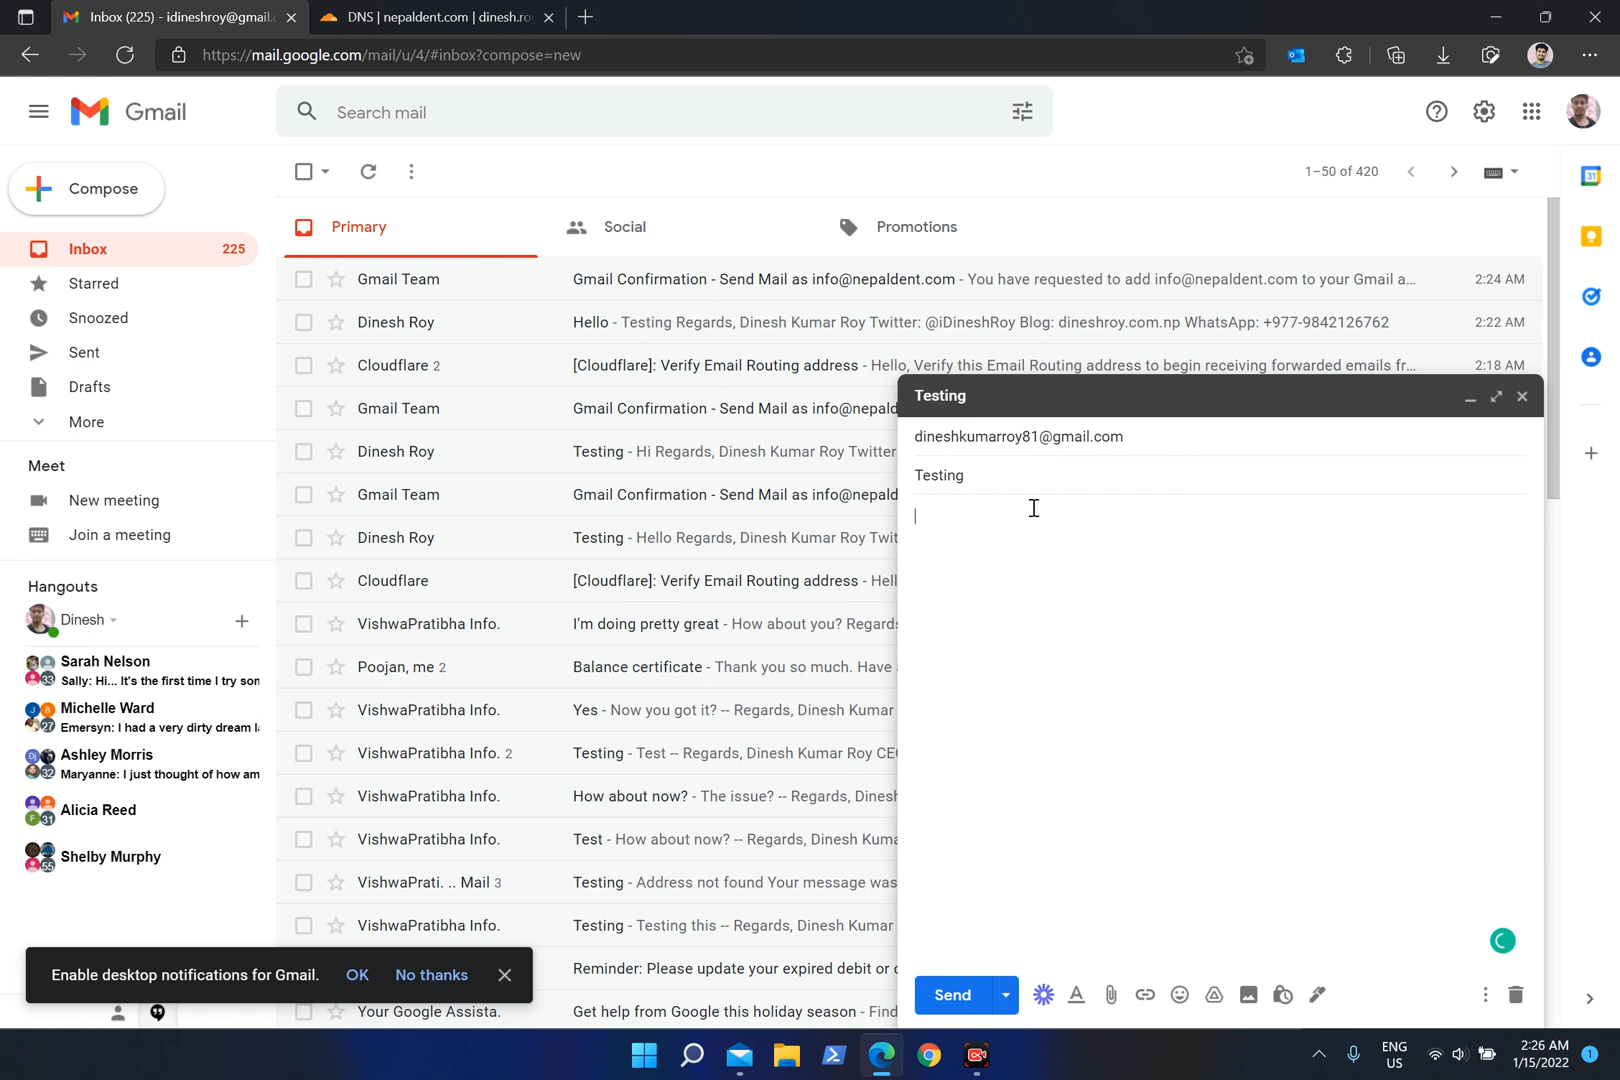 Inbox (225) - idineshroy@gmail.c
DNS | nepaldent.com | dinesh.ro
https://mail.google.com/mail/u/4/#inbox?compose=new
Gmail
Search mail
Compose
1–50 of 420
Inbox 225
Starred
Snoozed
Sent
Drafts
More
Meet
New meeting
Join a meeting
Hangouts
Dinesh
Sarah Nelson
33 Sally: Hi... It's the first time I try son
Michelle Ward
27 Emersyn: I had a very dirty dream l
Ashley Morris
32 Maryanne: I just thought of how am
Alicia Reed
31
Shelby Murphy
55
Primary
Social
Promotions
Gmail Team Gmail Confirmation - Send Mail as info@nepaldent.com - You have requested to add info@nepaldent.com to your Gmail a... 2:24 AM
Dinesh Roy Hello - Testing Regards, Dinesh Kumar Roy Twitter: @iDineshRoy Blog: dineshroy.com.np WhatsApp: +977-9842126762 2:22 AM
Cloudflare 2 [Cloudflare]: Verify Email Routing address - Hello, Verify this Email Routing address to begin receiving forwarded emails fr... 2:18 AM
Gmail Team Gmail Confirmation - Send Mail as info@nepald
Dinesh Roy Testing - Hi Regards, Dinesh Kumar Roy Twitter
Gmail Team Gmail Confirmation - Send Mail as info@nepald
Dinesh Roy Testing - Hello Regards, Dinesh Kumar Roy Twit
Cloudflare [Cloudflare]: Verify Email Routing address - Hell
VishwaPratibha Info. I'm doing pretty great - How about you? Regards
Poojan, me 2 Balance certificate - Thank you so much. Have
VishwaPratibha Info. Yes - Now you got it? -- Regards, Dinesh Kumar
VishwaPratibha Info. 2 Testing - Test -- Regards, Dinesh Kumar Roy CE
VishwaPratibha Info. How about now? - The issue? -- Regards, Dinesh
VishwaPratibha Info. Test - How about now? -- Regards, Dinesh Kuma
VishwaPrati. .. Mail 3 Testing - Address not found Your message was
VishwaPratibha Info. Testing - Testing this -- Regards, Dinesh Kumar
Reminder: Please update your expired debit or
Your Google Assista. Get help from Google this holiday season - Find
Testing
dineshkumarroy81@gmail.com
Testing
Send
Enable desktop notifications for Gmail. OK No thanks
31
ENG
US
2:26 AM
1/15/2022
1